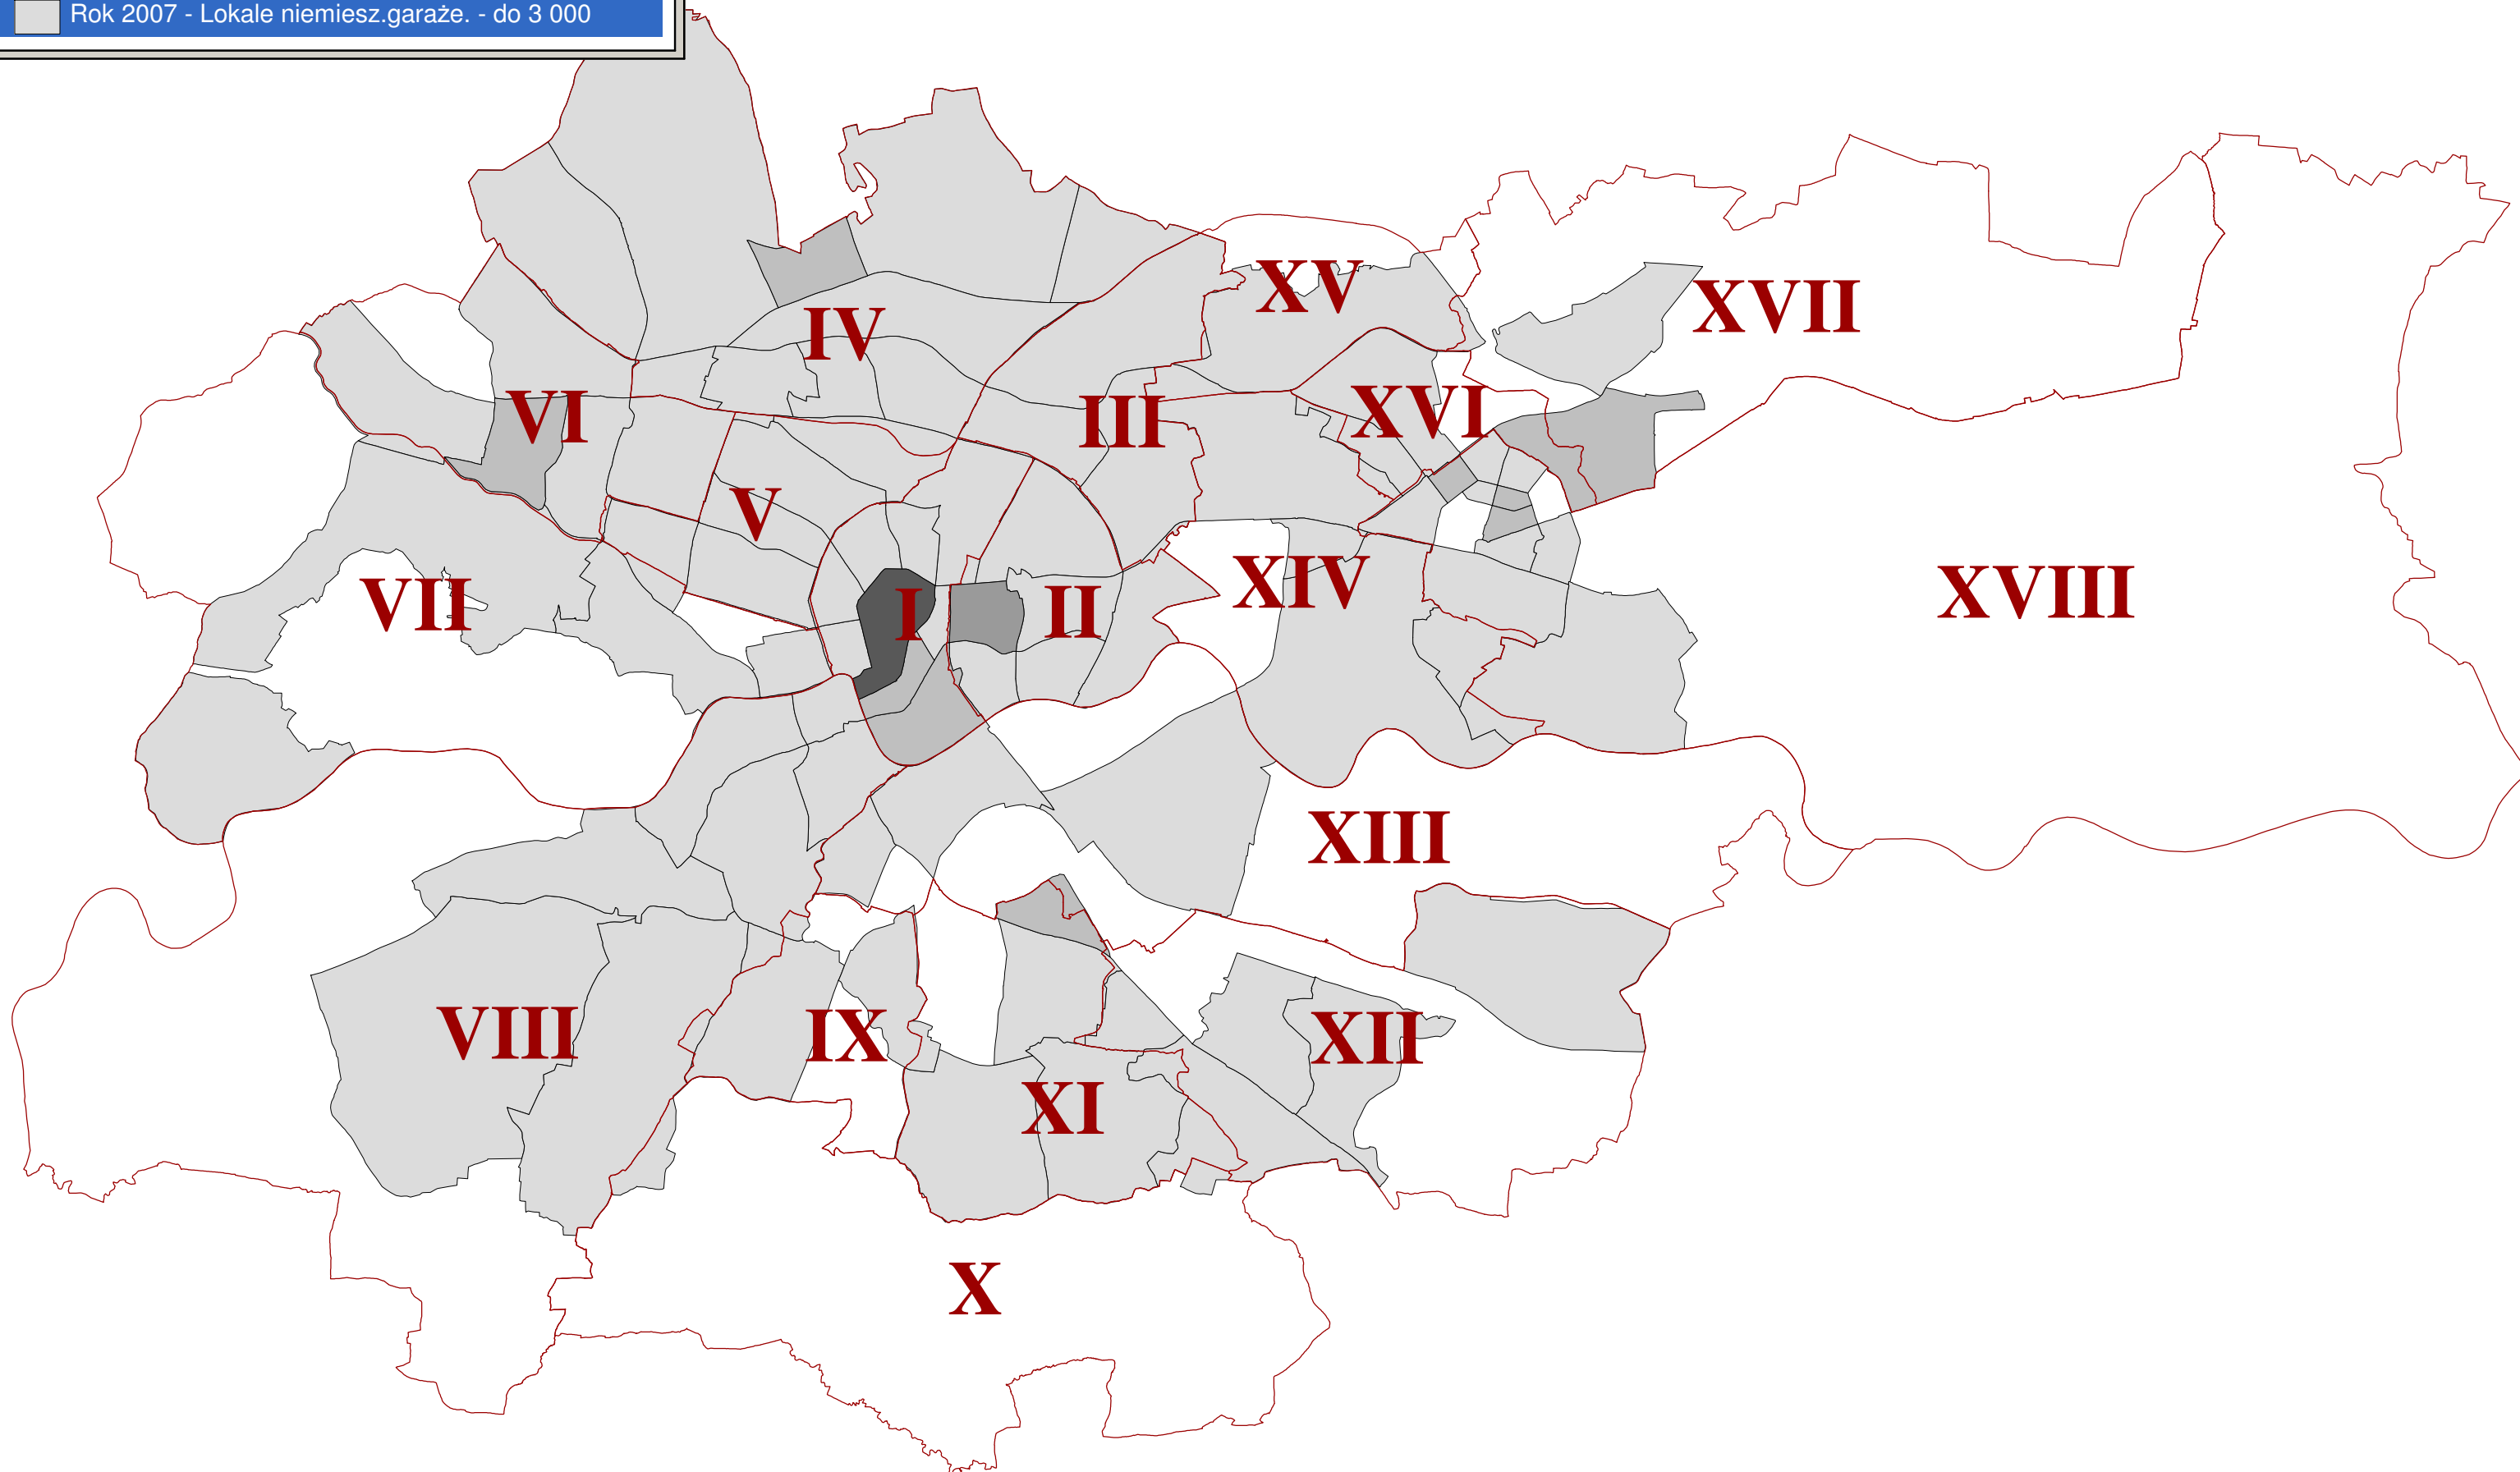 Rok 2007 - Lokale niemiesz.garaże. - do 3 000
XV
XVII
IV
VI
III
XVI
V
VII
I
II
XIV
XVIII
XIII
VIII
IX
XII
XI
X